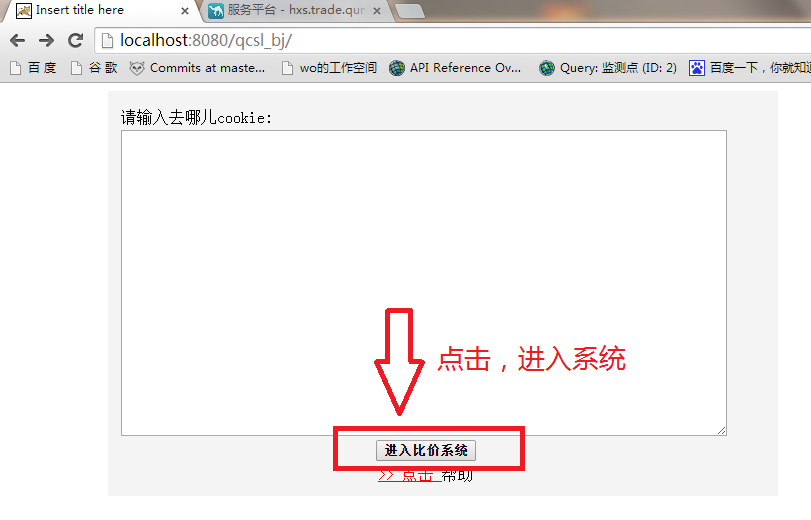 Insert title here
服务平台 - hxs.trade.qur
localhost:8080/qcsl_bj/
百 度 谷 歌 Commits at maste... wo的工作空间 API Reference Ov... Query: 监测点 (ID: 2) 百度一下，你就知道
请输入去哪儿cookie:
点击，进入系统
进入比价系统
>> 点击 帮助